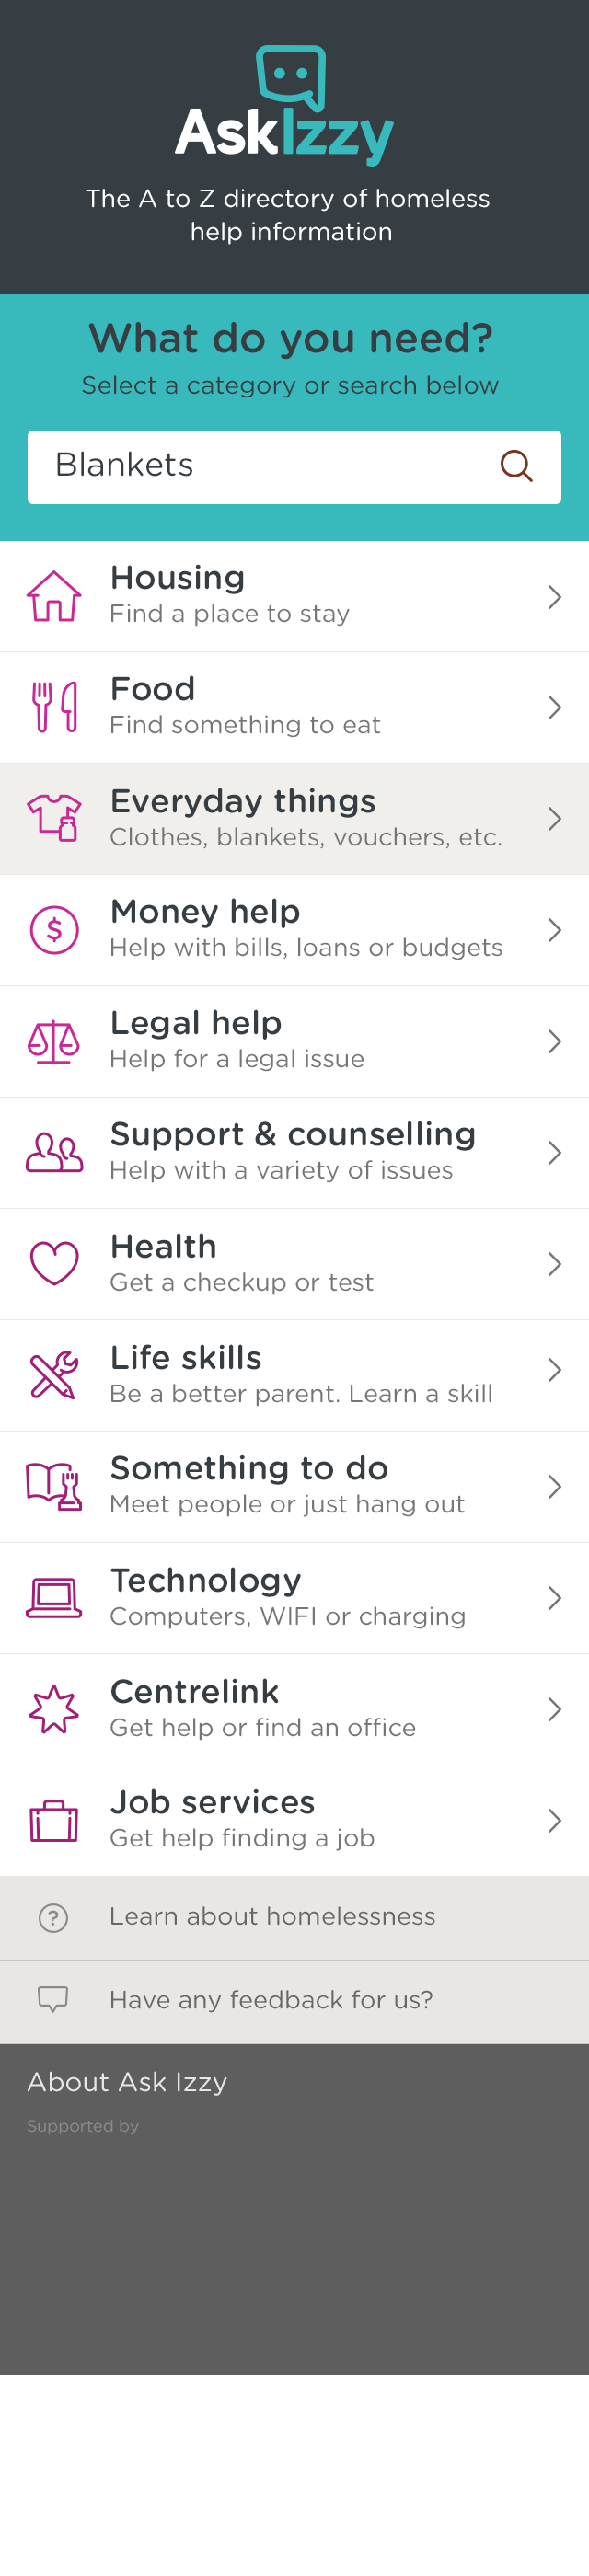 AskIzzy
The A to Z directory of homeless
help information
What do you need?
Select a category or search below
Blankets
Housing
Find a place to stay
Food
Find something to eat
Everyday things
Clothes, blankets, vouchers, etc.
$
Money help
Help with bills, loans or budgets
Legal help
Help for a legal issue
Support & counselling
Help with a variety of issues
Health
Get a checkup or test
Life skills
Be a better parent. Learn a skill
Something to do
Meet people or just hang out
Technology
Computers, WIFI or charging
Centrelink
Get help or find an office
Job services
Get help finding a job
?
Learn about homelessness
Have any feedback for us?
About Ask Izzy
Supported by